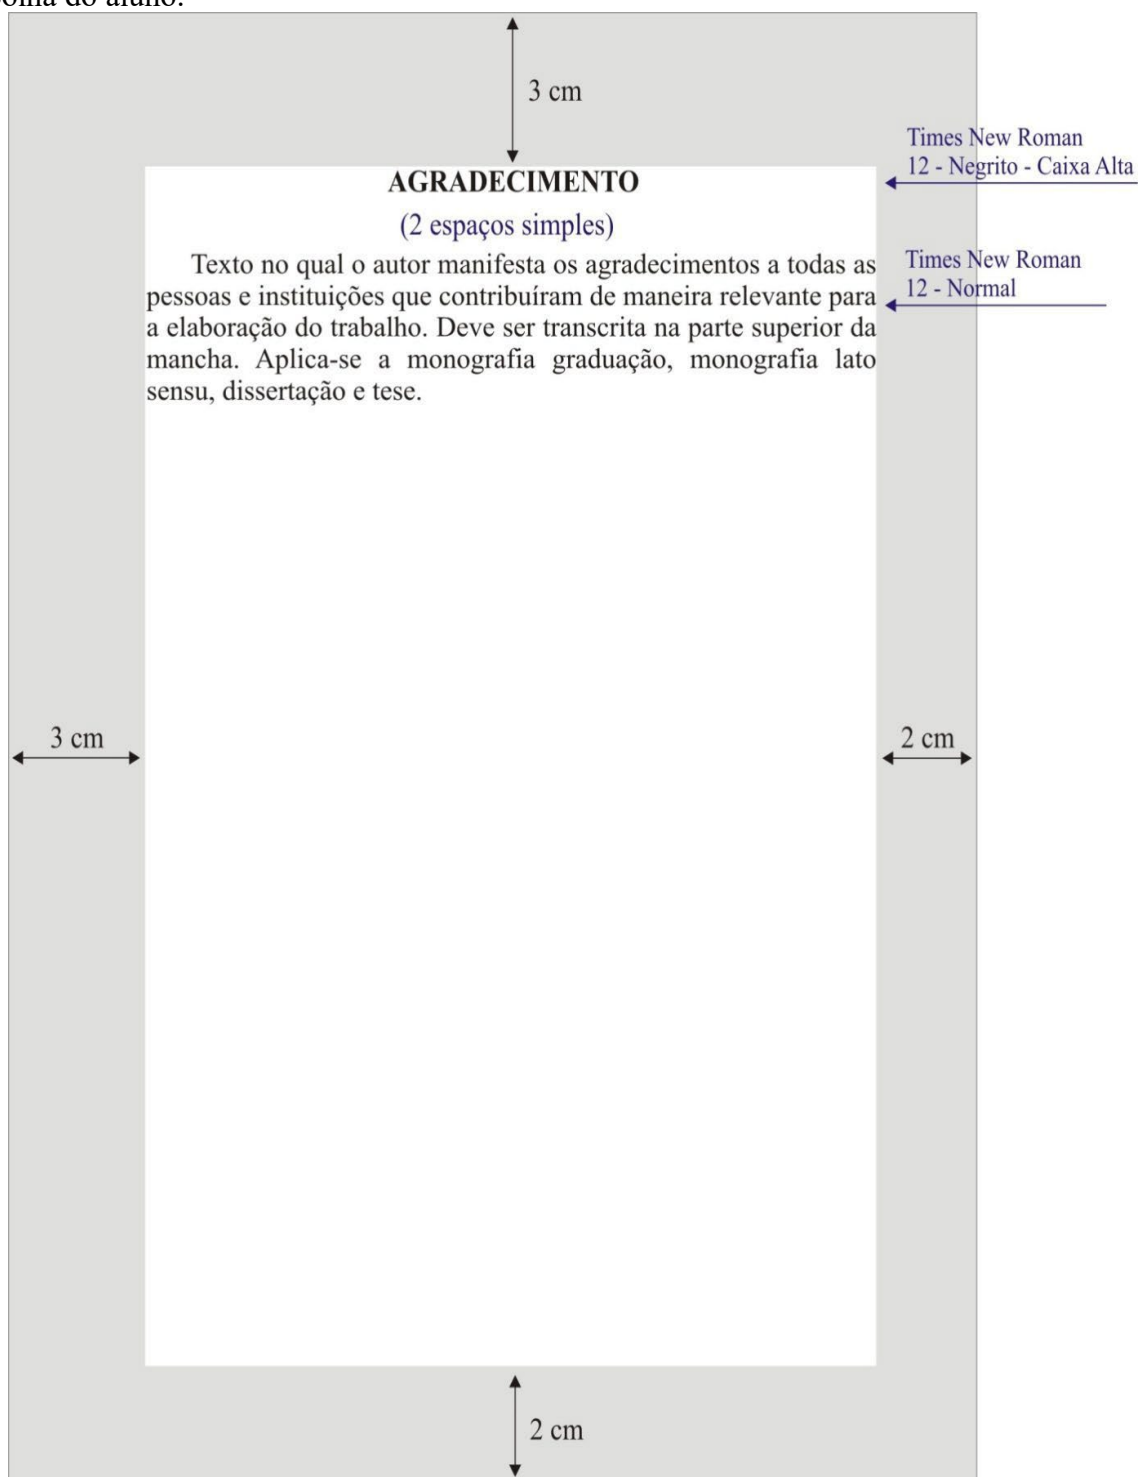 do aluno.
3 cm
Times New Roman
12 - Negrito - Caixa Alta
AGRADECIMENTO
(2 espaços simples)
Texto no qual o autor manifesta os agradecimentos a todas as
pessoas e instituições que contribuíram de maneira relevante para
a elaboração do trabalho. Deve ser transcrita na parte superior da
mancha. Aplica-se a monografia graduação, monografia lato
sensu, dissertação e tese.
Times New Roman
12 - Normal
3 cm
2 cm
2 cm